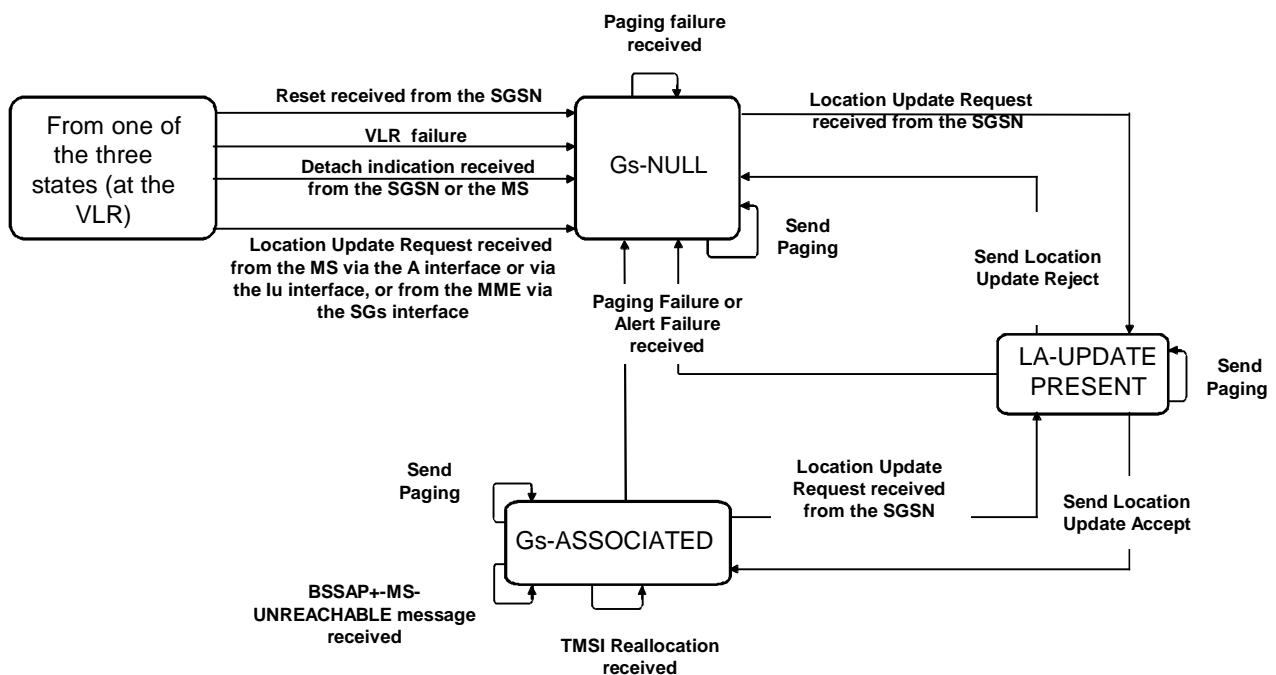 Paging failure
received
Reset received from the SGSN
VLR failure
Detach indication received
from the SGSN or the MS
Location Update Request received
from the MS via the A interface or via
the Iu interface, or from the MME via
the SGs interface
From one of
the three
states (at the
VLR)
Gs-NULL
Location Update Request
received from the SGSN
Send
Paging
Send Location
Update Reject
Paging Failure or
Alert Failure
received
LA-UPDATE
PRESENT
Send
Paging
Send
Paging
Location Update
Request received
from the SGSN
Send Location
Update Accept
Gs-ASSOCIATED
BSSAP+-MS-
UNREACHABLE message
received
TMSI Reallocation
received